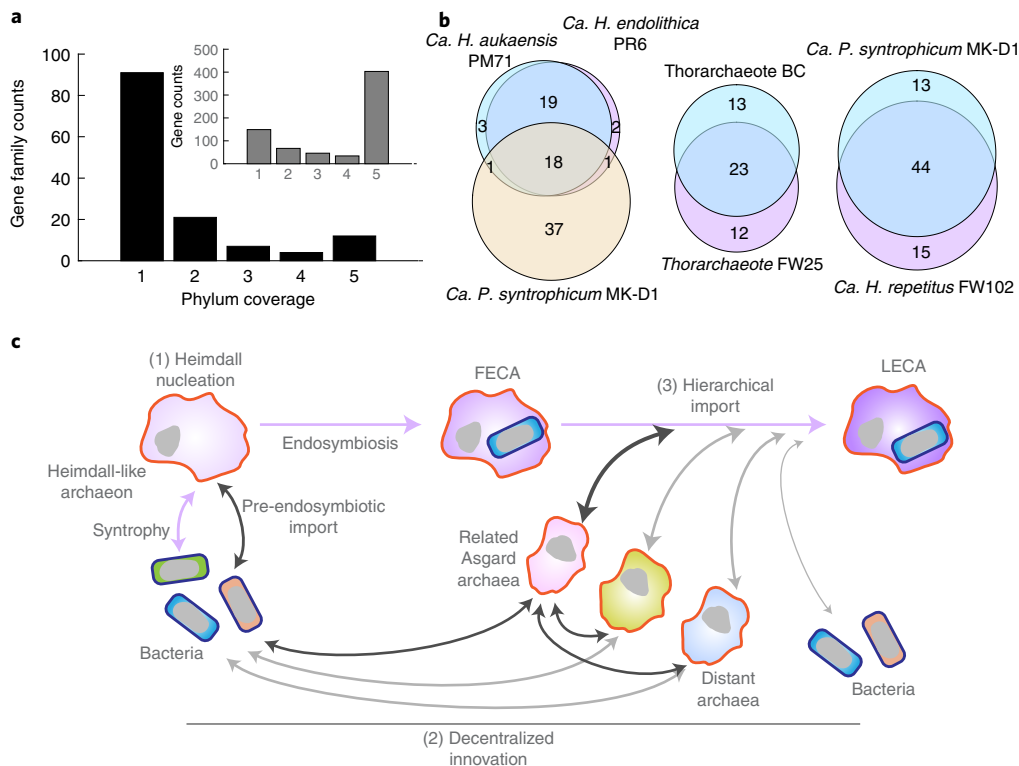 a
100
80
60
40
20
0
Gene family counts
1 2 3 4 5
Phylum coverage
500
400
300
200
100
0
Gene counts
1 2 3 4 5
b
Ca. H. aukaensis
PM71
Ca. H. endolithica
PR6
19
3
2
1
18
1
37
Ca. P. syntrophicum MK-D1
Thorarchaeote BC
13
23
12
Thorarchaeote FW25
Ca. P. syntrophicum MK-D1
13
44
15
Ca. H. repetitus FW102
c
(1) Heimdall
nucleation
Heimdall-like
archaeon
Endosymbiosis
FECA
(3) Hierarchical
import
LECA
Syntrophy
Pre-endosymbiotic
import
Bacteria
Related
Asgard
archaea
Distant
archaea
Bacteria
(2) Decentralized
innovation